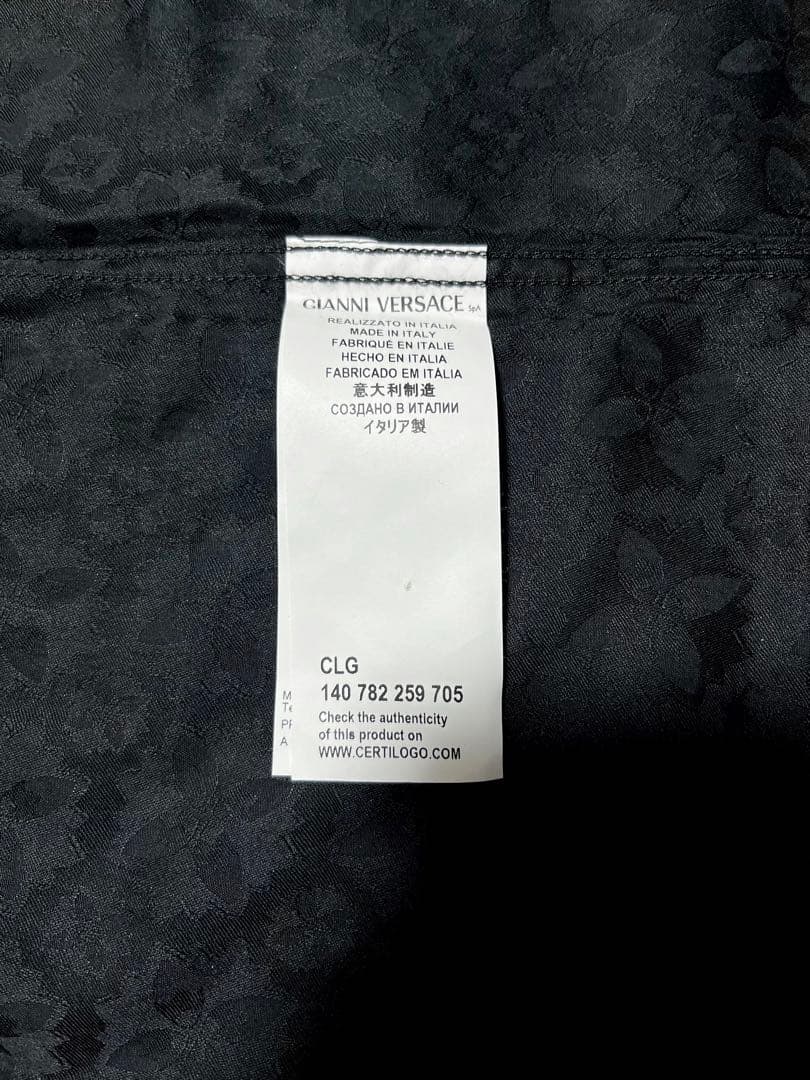 GIANNI VERSACE SpA
REALIZZATO IN ITALIA
MADE IN ITALY
FABRIQUÉ EN ITALIE
HECHO EN ITALIA
FABRICADO EM ITÁLIA
意大利制造
СОЗДАНО В ИТАЛИИ
イタリア製
CLG
140 782 259 705
Check the authenticity
of this product on
WWW.CERTILOGO.COM
M
Te
A